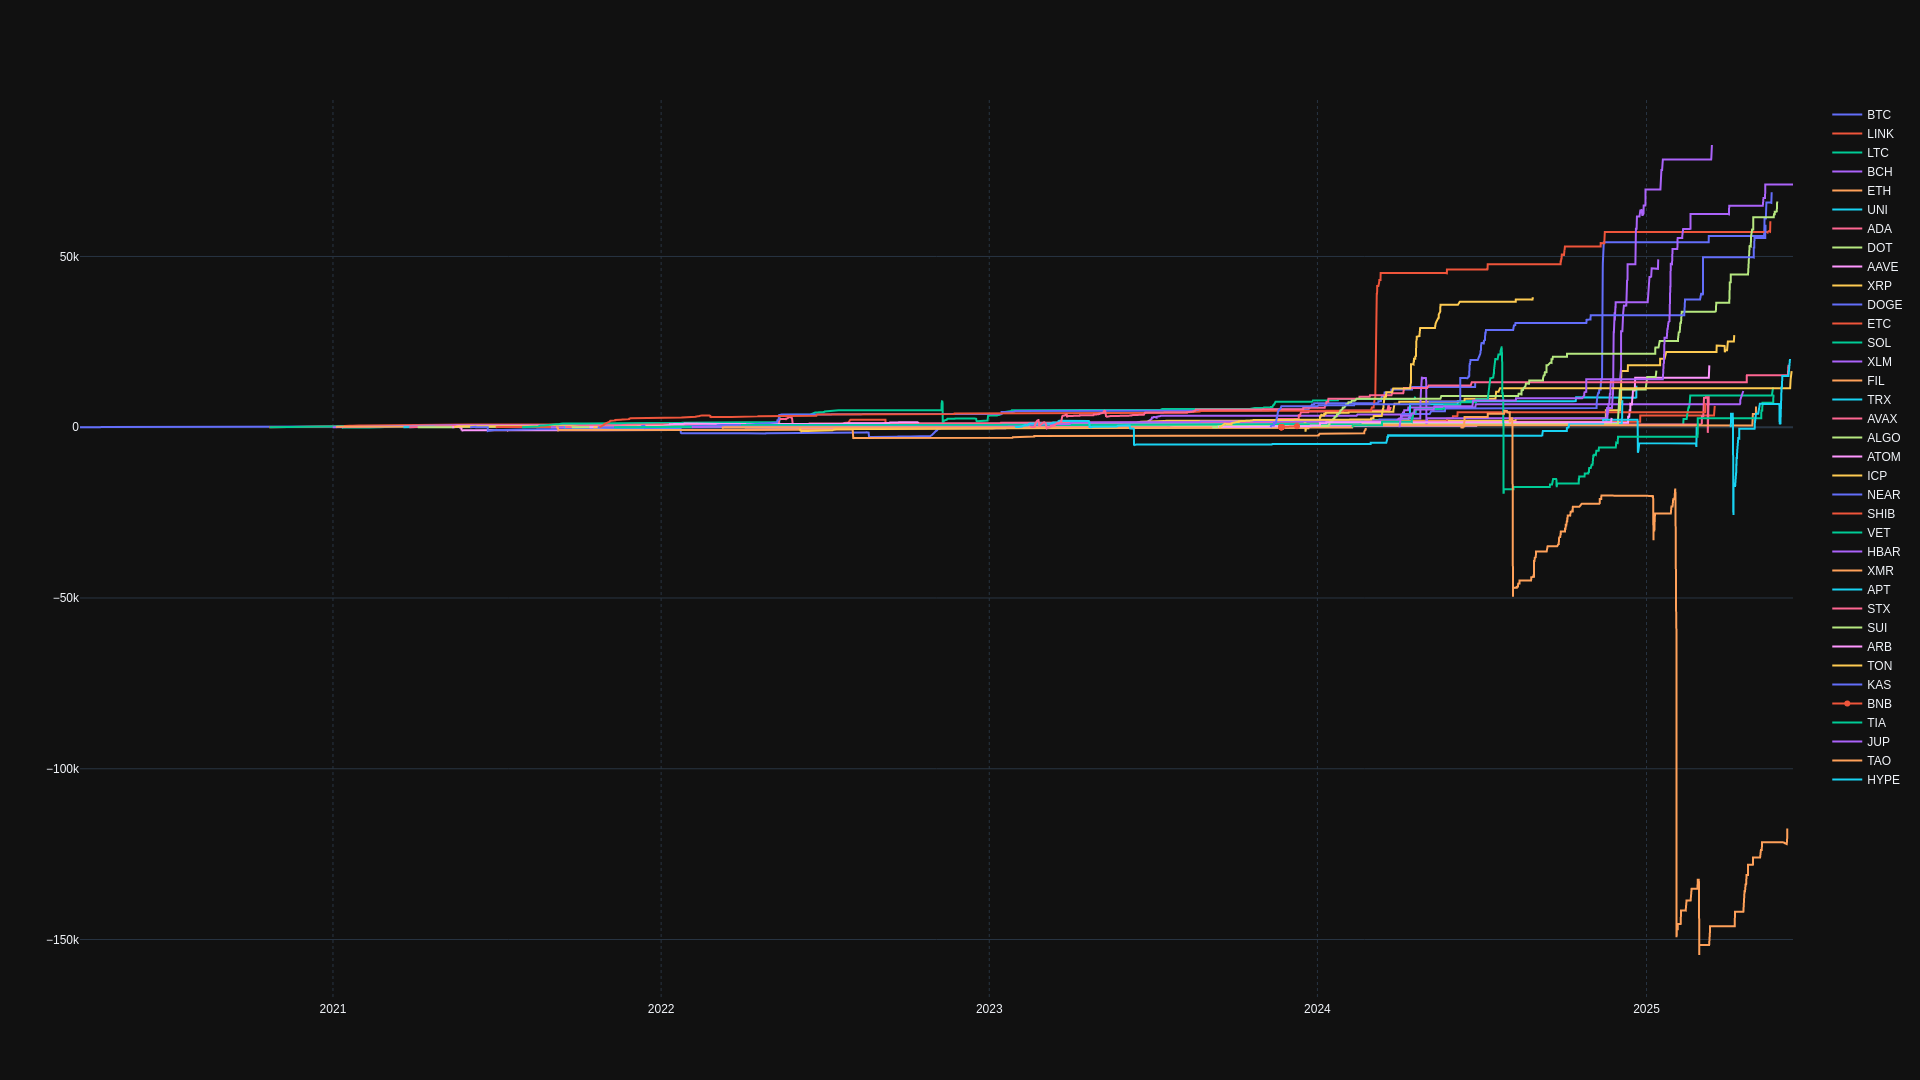 50k
0
−50k
−100k
−150k
2021
2022
2023
2024
2025
BTC
LINK
LTC
BCH
ETH
UNI
ADA
DOT
AAVE
XRP
DOGE
ETC
SOL
XLM
FIL
TRX
AVAX
ALGO
ATOM
ICP
NEAR
SHIB
VET
HBAR
XMR
APT
STX
SUI
ARB
TON
KAS
BNB
TIA
JUP
TAO
HYPE